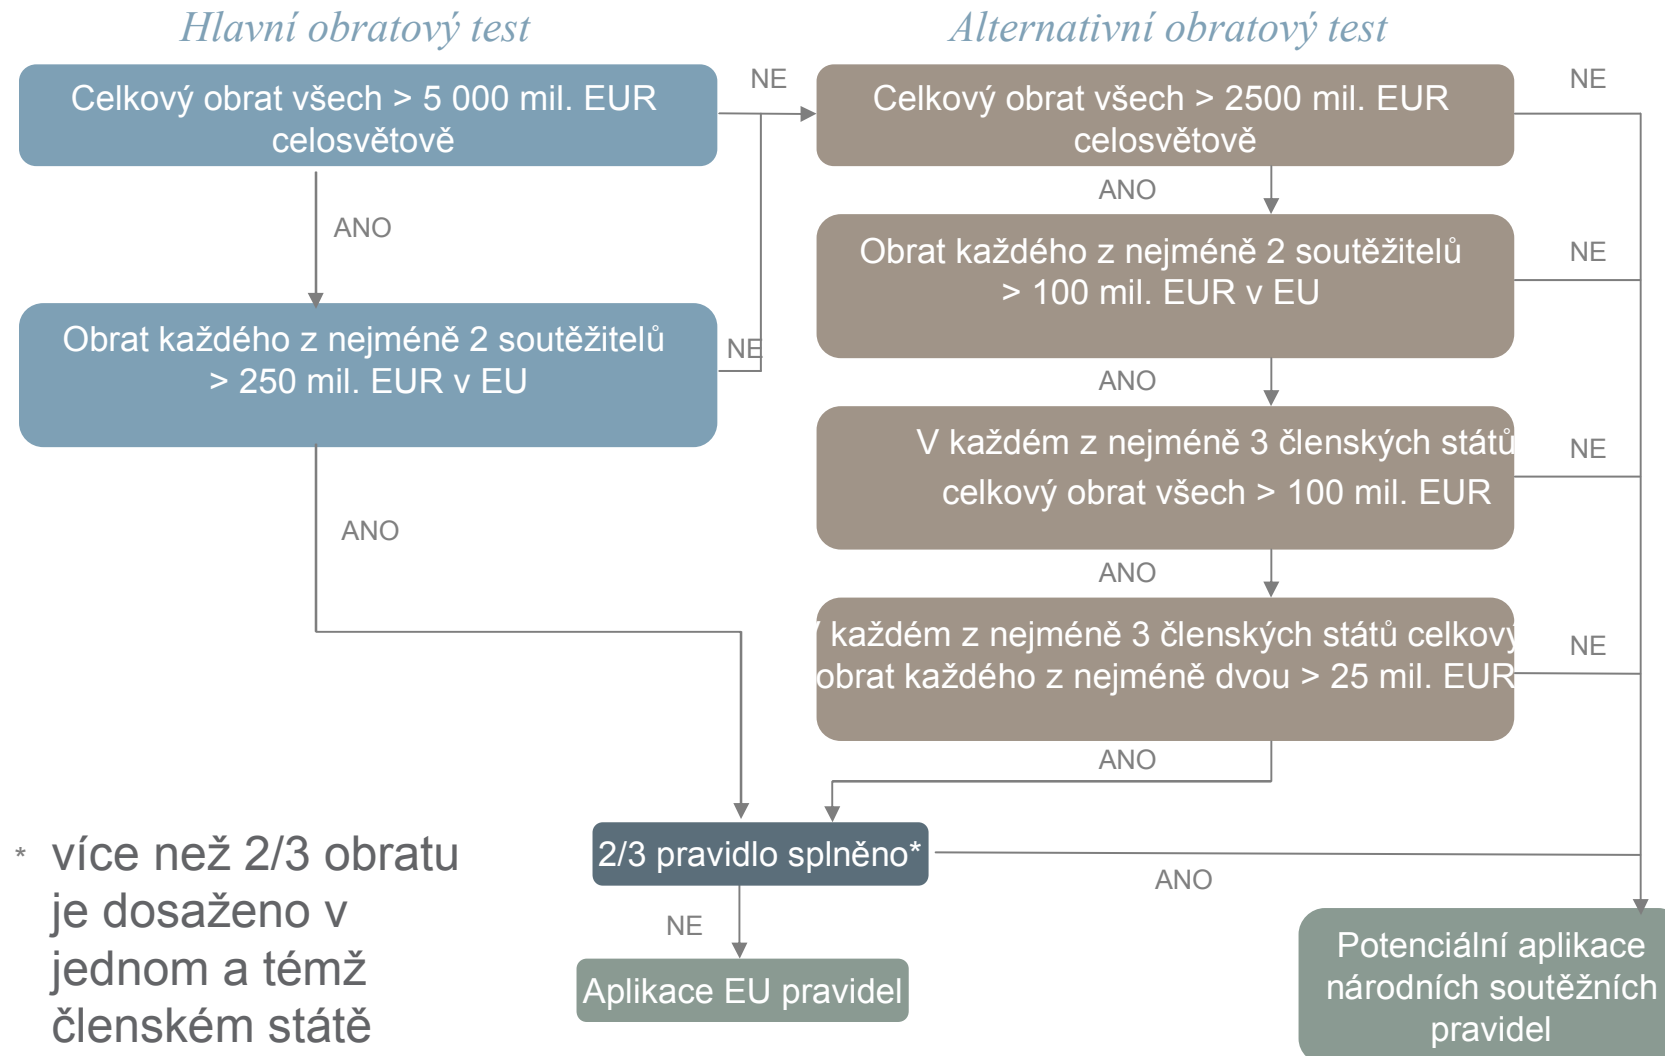 Hlavní obratový test
Celkový obrat všech > 5 000 mil. EUR
celosvětově
NE
ANO
Obrat každého z nejméně 2 soutěžitelů
> 250 mil. EUR v EU
NE
ANO
Alternativní obratový test
Celkový obrat všech > 2500 mil. EUR
celosvětově
NE
ANO
Obrat každého z nejméně 2 soutěžitelů
> 100 mil. EUR v EU
NE
ANO
V každém z nejméně 3 členských států
celkový obrat všech > 100 mil. EUR
NE
ANO
V každém z nejméně 3 členských států celkový
obrat každého z nejméně dvou > 25 mil. EUR
NE
ANO
2/3 pravidlo splněno*
ANO
NE
Aplikace EU pravidel
Potenciální aplikace
národních soutěžních
pravidel
* více než 2/3 obratu
je dosaženo v
jednom a témž
členském státě